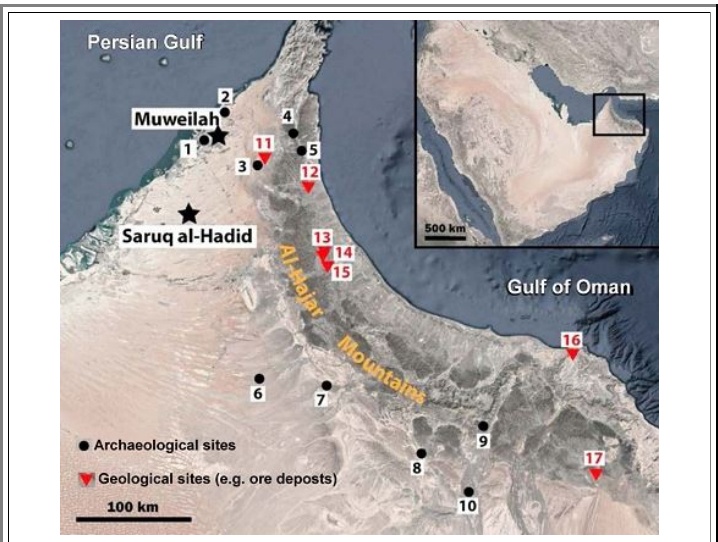 Persian Gulf
2
Muweilah
1
4
5
11
3
12
Saruq al-Hadid
13
14
15
Al-Hajar
Mountains
500 km
Gulf of Oman
16
6
7
9
8
17
10
Archaeological sites
Geological sites (e.g. ore deposts)
100 km